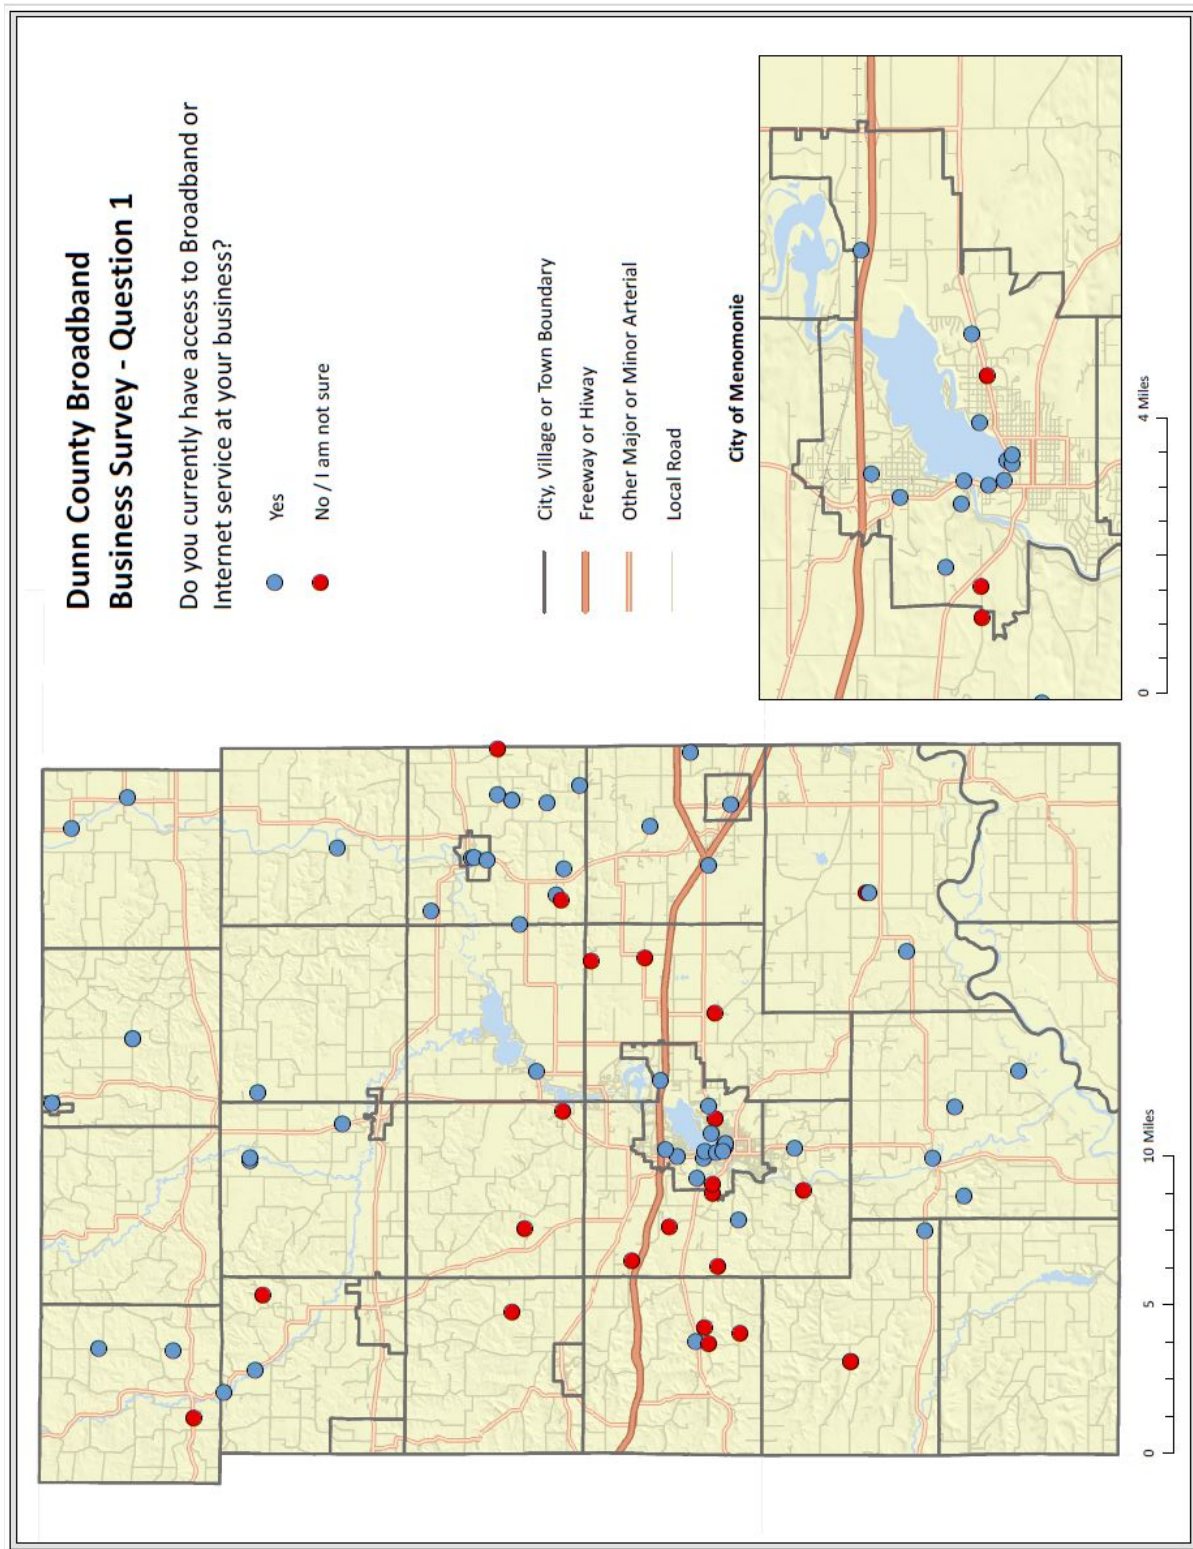 Dunn County Broadband
Business Survey - Question 1
Do you currently have access to Broadband or
Internet service at your business?
Yes
No / I am not sure
City, Village or Town Boundary
Freeway or Hiway
Other Major or Minor Arterial
Local Road
City of Menomonie
0
4 Miles
0
5
10 Miles